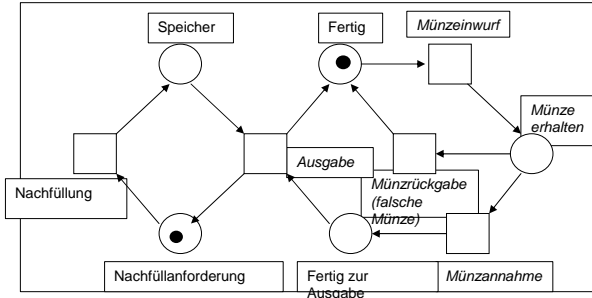 Speicher
Fertig
Münzeinwurf
Münze
erhalten
Ausgabe
Nachfüllung
Münzrückgabe
(falsche
Münze)
Nachfüllanforderung
Fertig zur
Ausgabe
Münzannahme